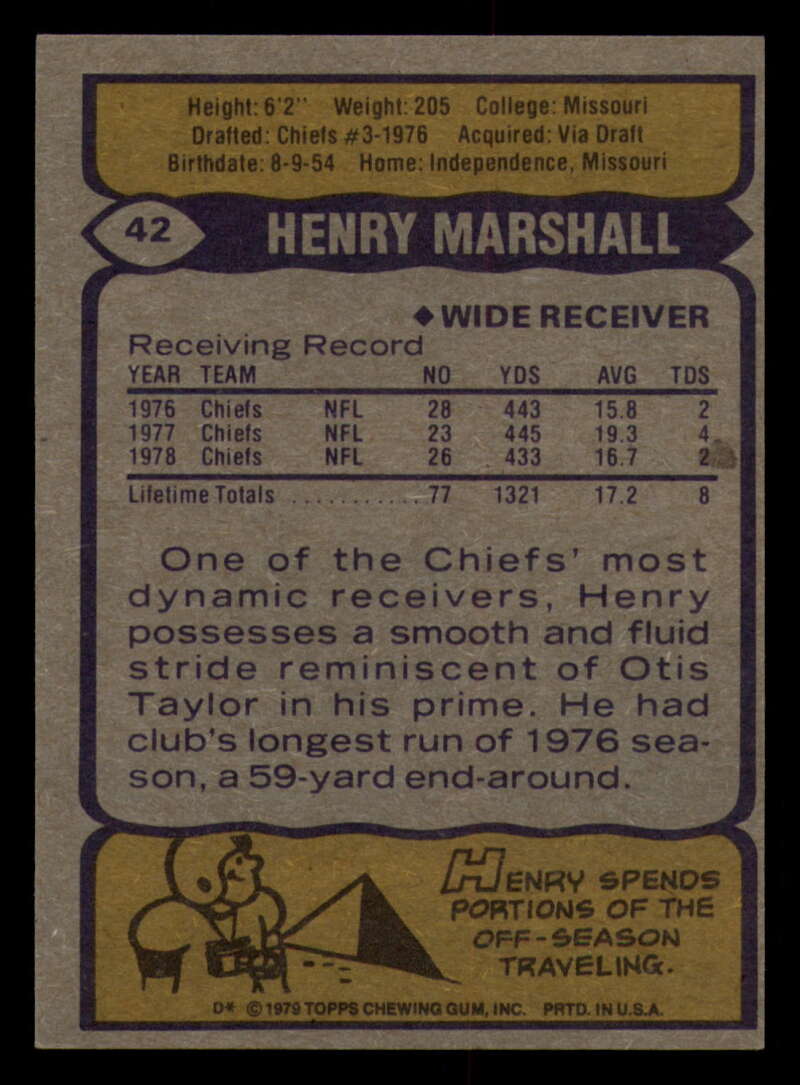 Height: 6'2" Weight: 205 College: Missouri
Drafted: Chiefs #3-1976 Acquired: Via Draft
Birthdate: 8-9-54 Home: Independence, Missouri
42 HENRY MARSHALL
◆ WIDE RECEIVER
Receiving Record
YEAR TEAM NO YDS AVG TDS
1976 Chiefs NFL 28 443 15.8 2
1977 Chiefs NFL 23 445 19.3 4
1978 Chiefs NFL 26 433 16.7 2
Lifetime Totals ............ 77 1321 17.2 8
One of the Chiefs' most
dynamic receivers, Henry
possesses a smooth and fluid
stride reminiscent of Otis
Taylor in his prime. He had
club's longest run of 1976 sea-
son, a 59-yard end-around.
HENRY SPENDS
PORTIONS OF THE
OFF-SEASON
TRAVELING.
D* © 1979 TOPPS CHEWING GUM, INC. PRTD. IN U.S.A.